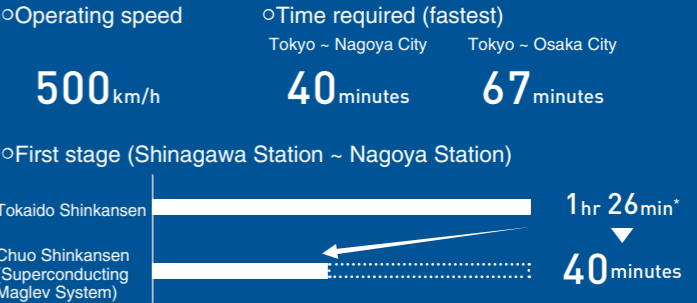 ○Operating speed
○Time required (fastest)
Tokyo ~ Nagoya City
Tokyo ~ Osaka City
500km/h
40minutes
67minutes
○First stage (Shinagawa Station ~ Nagoya Station)
Tokaido Shinkansen
1hr 26min*
Chuo Shinkansen
(Superconducting
Maglev System)
40minutes